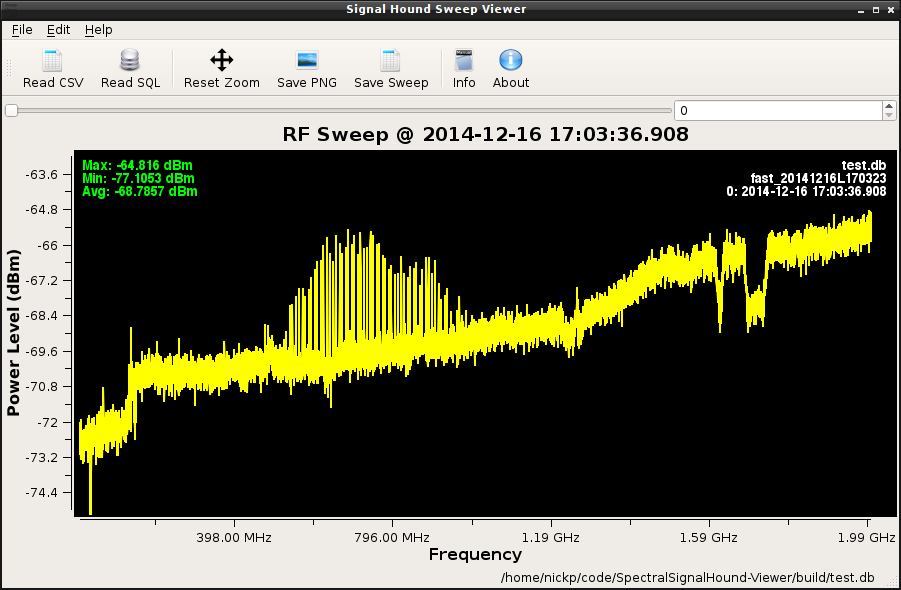 Signal Hound Sweep Viewer
File Edit Help
Read CSV Read SQL Reset Zoom Save PNG Save Sweep Info About
0
RF Sweep @ 2014-12-16 17:03:36.908
Max: -64.816 dBm
Min: -77.1053 dBm
Avg: -68.7857 dBm
test.db
fast_20141216L170323
0: 2014-12-16 17:03:36.908
Power Level (dBm)
-63.6
-64.8
-66
-67.2
-68.4
-69.6
-70.8
-72
-73.2
-74.4
398.00 MHz 796.00 MHz 1.19 GHz 1.59 GHz 1.99 GHz
Frequency
/home/nickp/code/SpectralSignalHound-Viewer/build/test.db